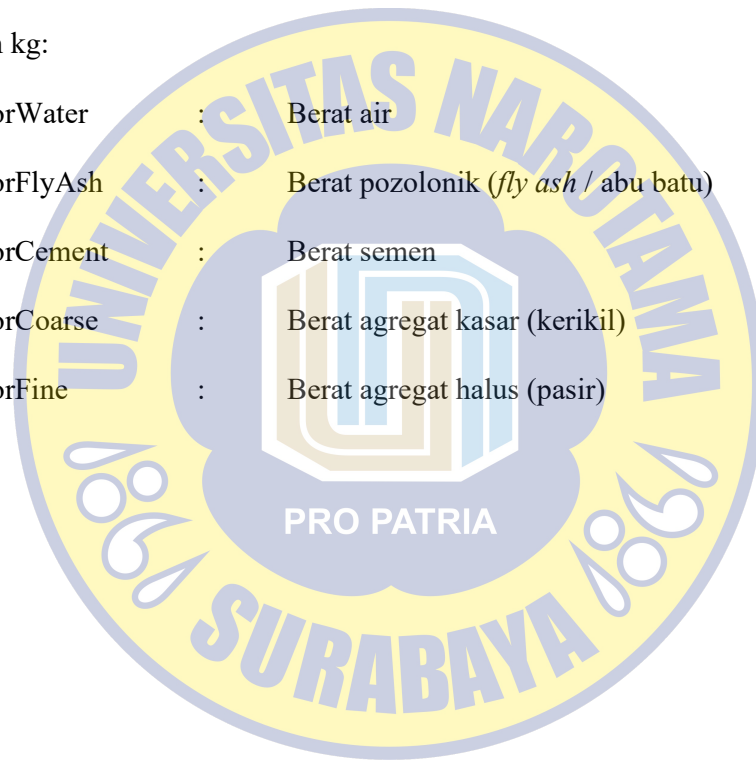 kg:
orWater : Berat air
UNIVERSITAS NAROTAMA
orFlyAsh : Berat pozolonik (fly ash / abu batu)
orCement : Berat semen
orCoarse : Berat agregat kasar (kerikil)
orFine : Berat agregat halus (pasir)
PRO PATRIA
SURABAYA